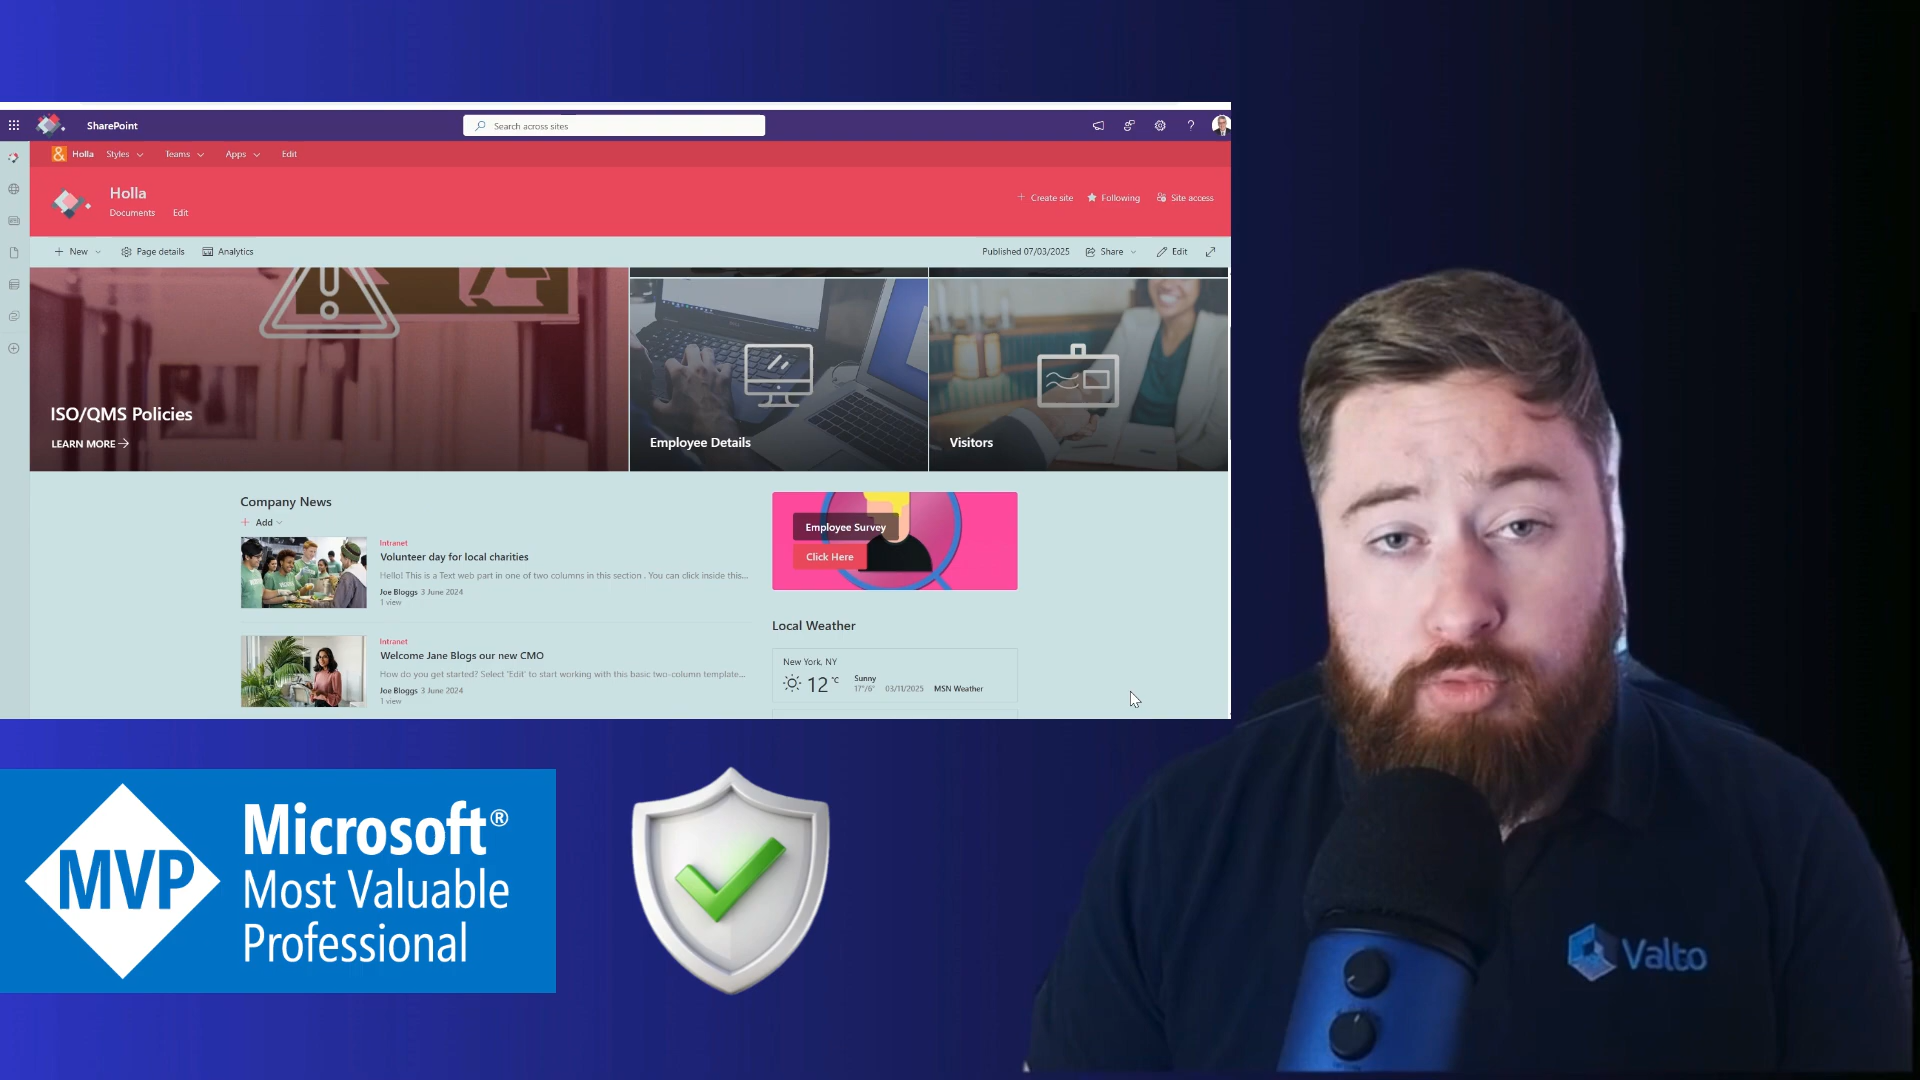 SharePoint
Search across sites
?
& Holla Styles Teams Apps Edit
Holla
Documents Edit
Create site Following Site access
New Page details Analytics
Published 07/03/2025 Share Edit
ISO/QMS Policies
LEARN MORE
Employee Details
Visitors
Company News
Add
Intranet
Volunteer day for local charities
Hello! This is a Text web part in one of two columns in this section . You can click inside this...
Joe Bloggs 3 June 2024
1 view
Intranet
Welcome Jane Blogs our new CMO
How do you get started? Select 'Edit' to start working with this basic two-column template...
Joe Bloggs 3 June 2024
1 view
Employee Survey
Click Here
Local Weather
New York, NY
12 °C
Sunny
17°/6° 03/11/2025 MSN Weather
MVP
Microsoft®
Most Valuable
Professional
Valto